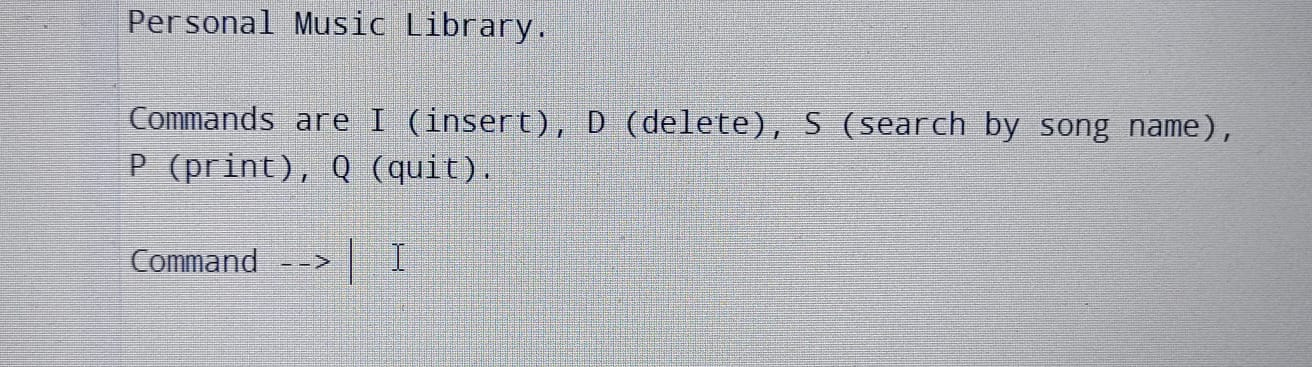 Personal Music Library.
Commands are I (insert), D (delete), S (search by song name),
P (print), Q (quit).
Command -->